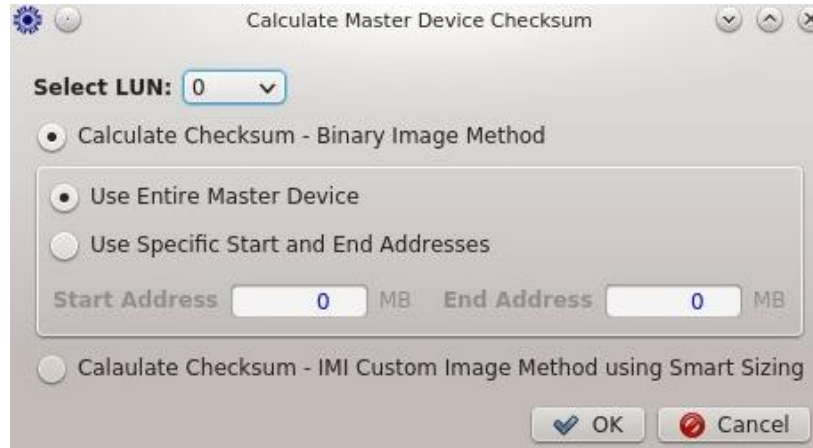 Calculate Master Device Checksum
Select LUN: 0
Calculate Checksum - Binary Image Method
Use Entire Master Device
Use Specific Start and End Addresses
Start Address 0 MB End Address 0 MB
Calaulate Checksum - IMI Custom Image Method using Smart Sizing
OK Cancel